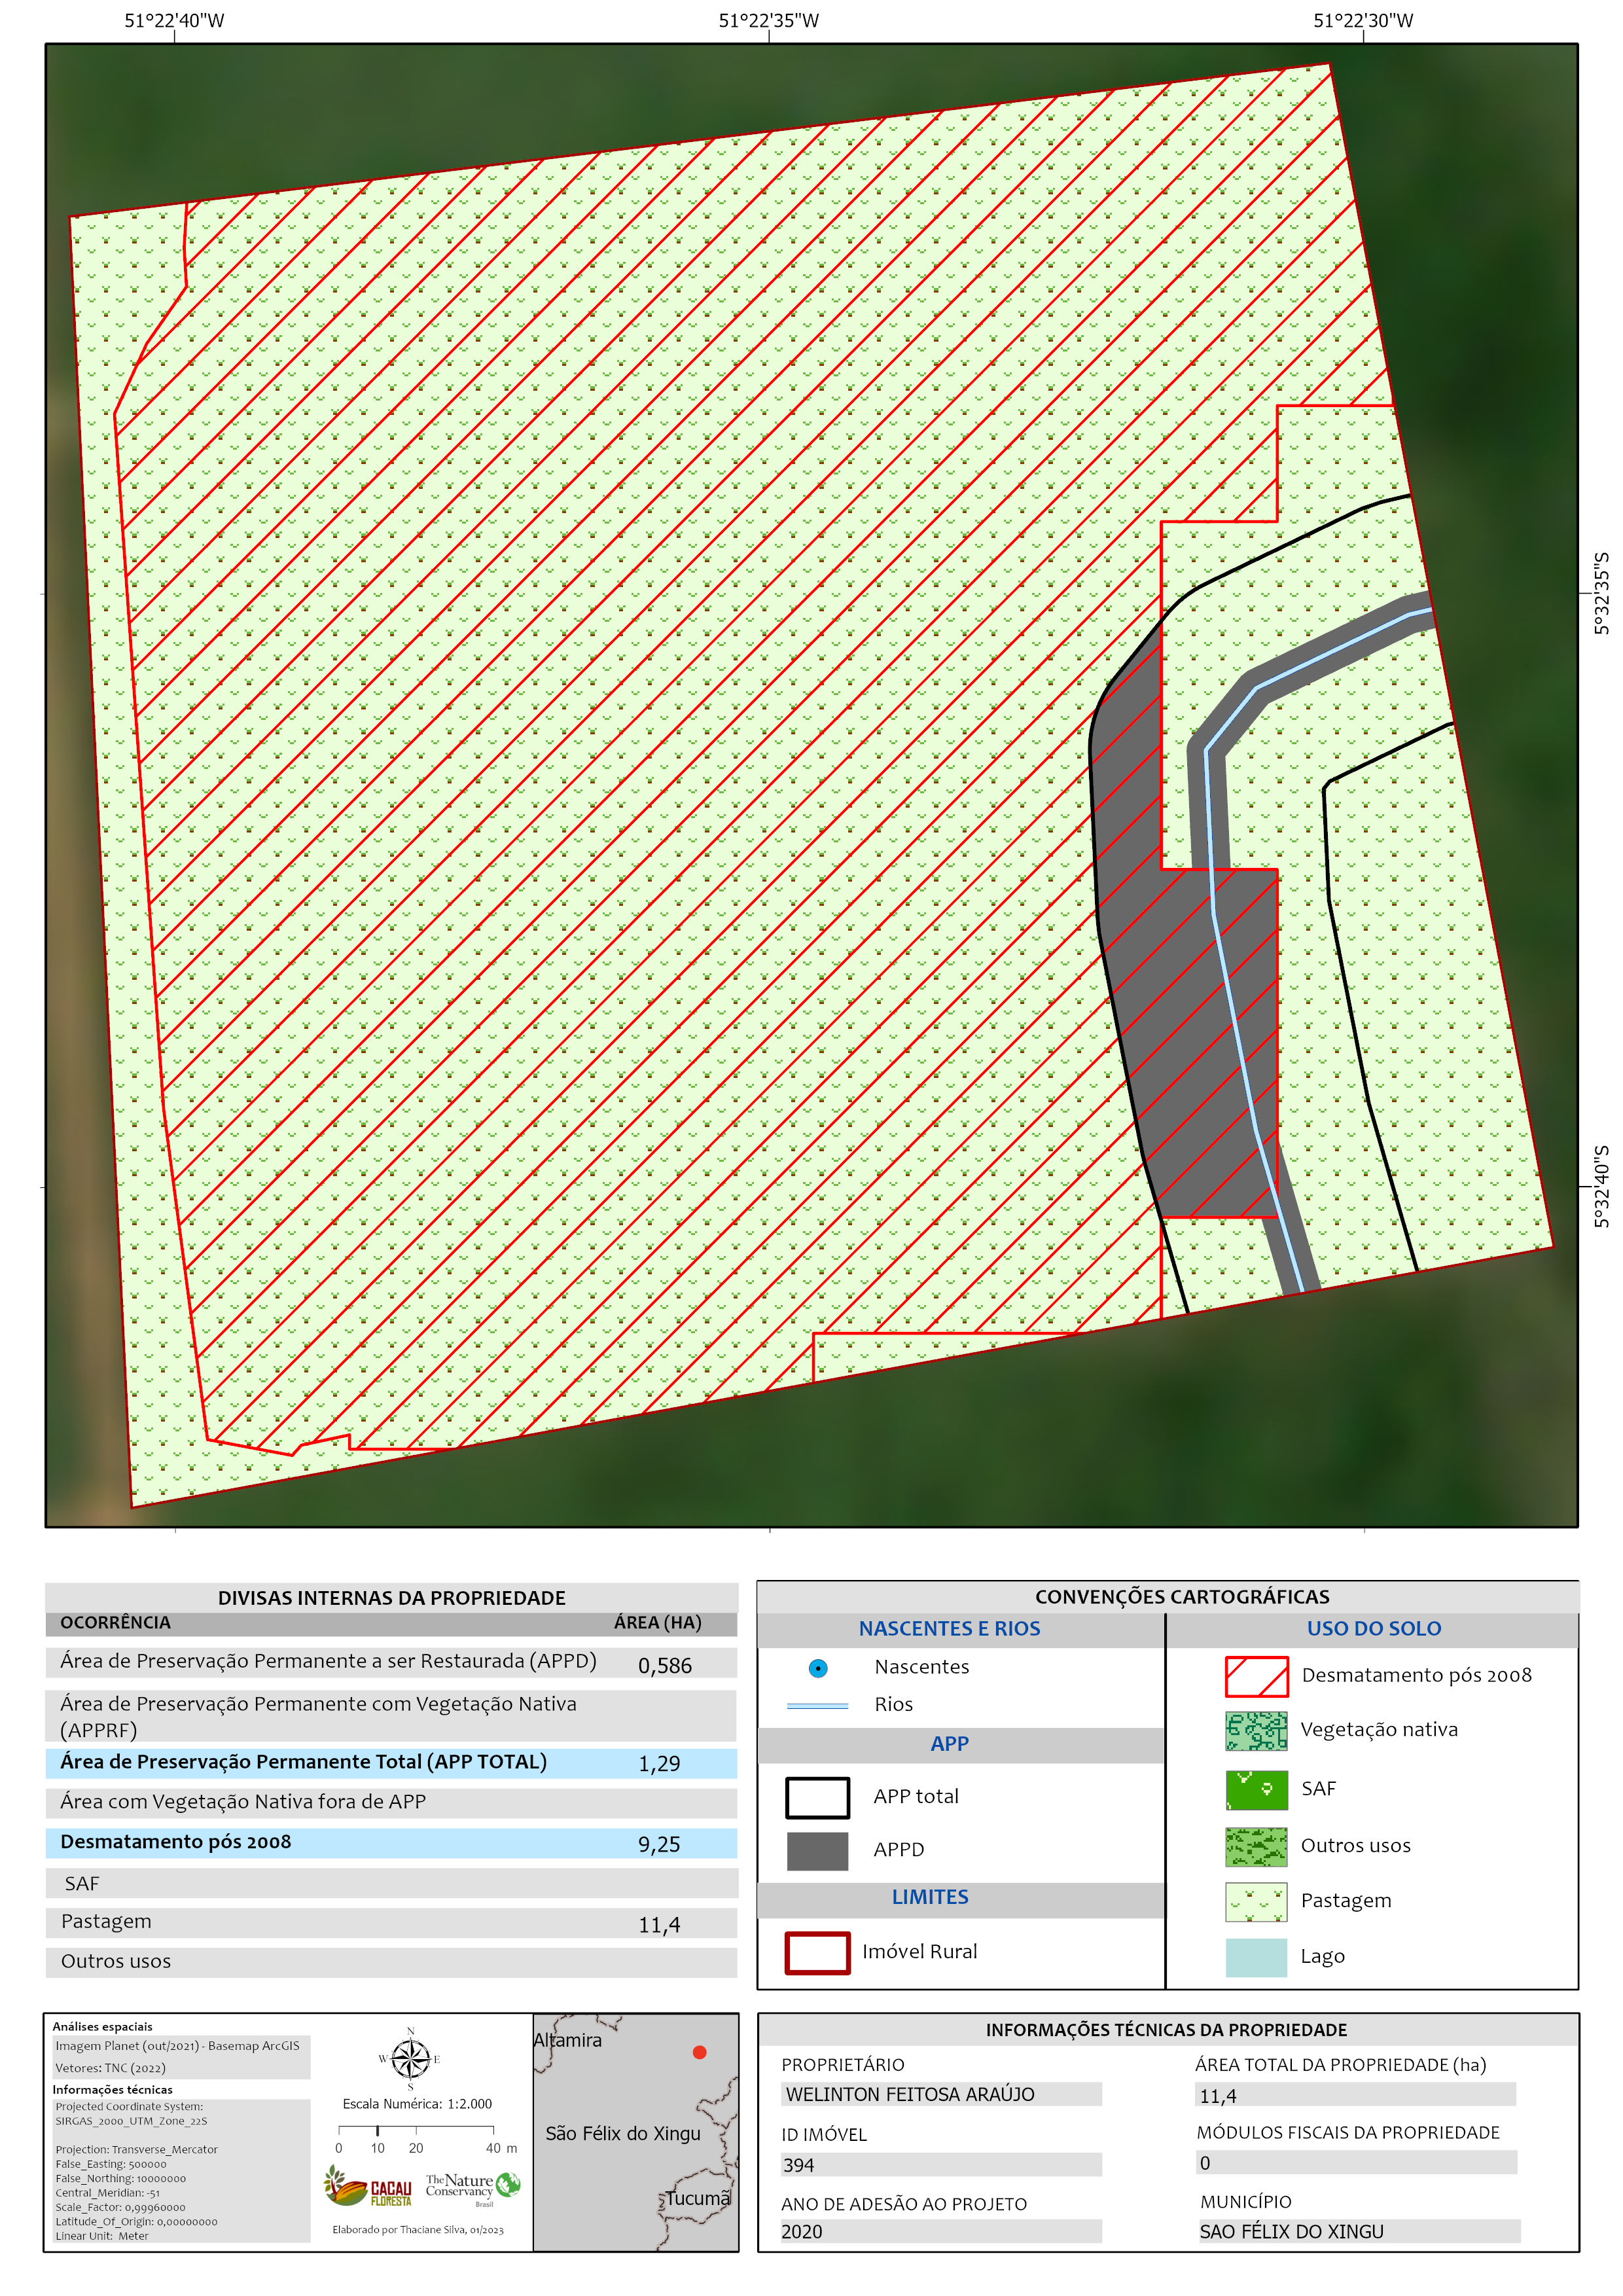 51°22'40"W
51°22'35"W
51°22'30"W
5°32'35"S
5°32'40"S
DIVISAS INTERNAS DA PROPRIEDADE
OCORRÊNCIA ÁREA (HA)
Área de Preservação Permanente a ser Restaurada (APPD) 0,586
Área de Preservação Permanente com Vegetação Nativa
(APPRF)
Área de Preservação Permanente Total (APP TOTAL) 1,29
Área com Vegetação Nativa fora de APP
Desmatamento pós 2008 9,25
SAF
Pastagem 11,4
Outros usos
CONVENÇÕES CARTOGRÁFICAS
NASCENTES E RIOS
Nascentes
Rios
APP
APP total
APPD
LIMITES
Imóvel Rural
USO DO SOLO
Desmatamento pós 2008
Vegetação nativa
SAF
Outros usos
Pastagem
Lago
Análises espaciais
Imagem Planet (out/2021) - Basemap ArcGIS
Vetores: TNC (2022)
Informações técnicas
Projected Coordinate System:
SIRGAS_2000_UTM_Zone_22S
Projection: Transverse_Mercator
False_Easting: 500000
False_Northing: 10000000
Central_Meridian: -51
Scale_Factor: 0,99960000
Latitude_Of_Origin: 0,00000000
Linear Unit: Meter
N
W E
S
Escala Numérica: 1:2.000
0 10 20 40 m
CACAU
FLORESTA
The Nature
Conservancy
Brasil
Elaborado por Thaciane Silva, 01/2023
Altamira
São Félix do Xingu
Tucumã
INFORMAÇÕES TÉCNICAS DA PROPRIEDADE
PROPRIETÁRIO
WELINTON FEITOSA ARAÚJO
ID IMÓVEL
394
ANO DE ADESÃO AO PROJETO
2020
ÁREA TOTAL DA PROPRIEDADE (ha)
11,4
MÓDULOS FISCAIS DA PROPRIEDADE
0
MUNICÍPIO
SAO FÉLIX DO XINGU